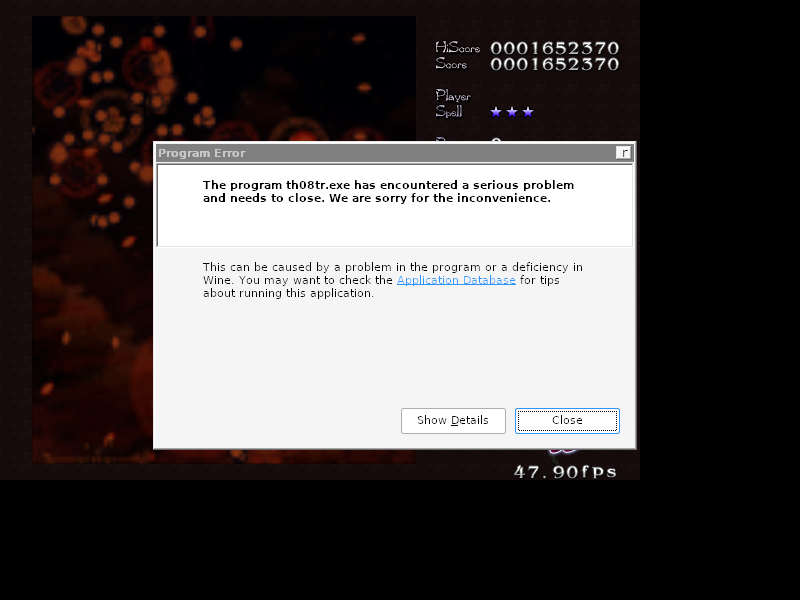 HiScore 0001652370
Score 0001652370
Player
Spell
Program Error
r
The program th08tr.exe has encountered a serious problem
and needs to close. We are sorry for the inconvenience.
This can be caused by a problem in the program or a deficiency in
Wine. You may want to check the Application Database for tips
about running this application.
Show Details
Close
47.90fps